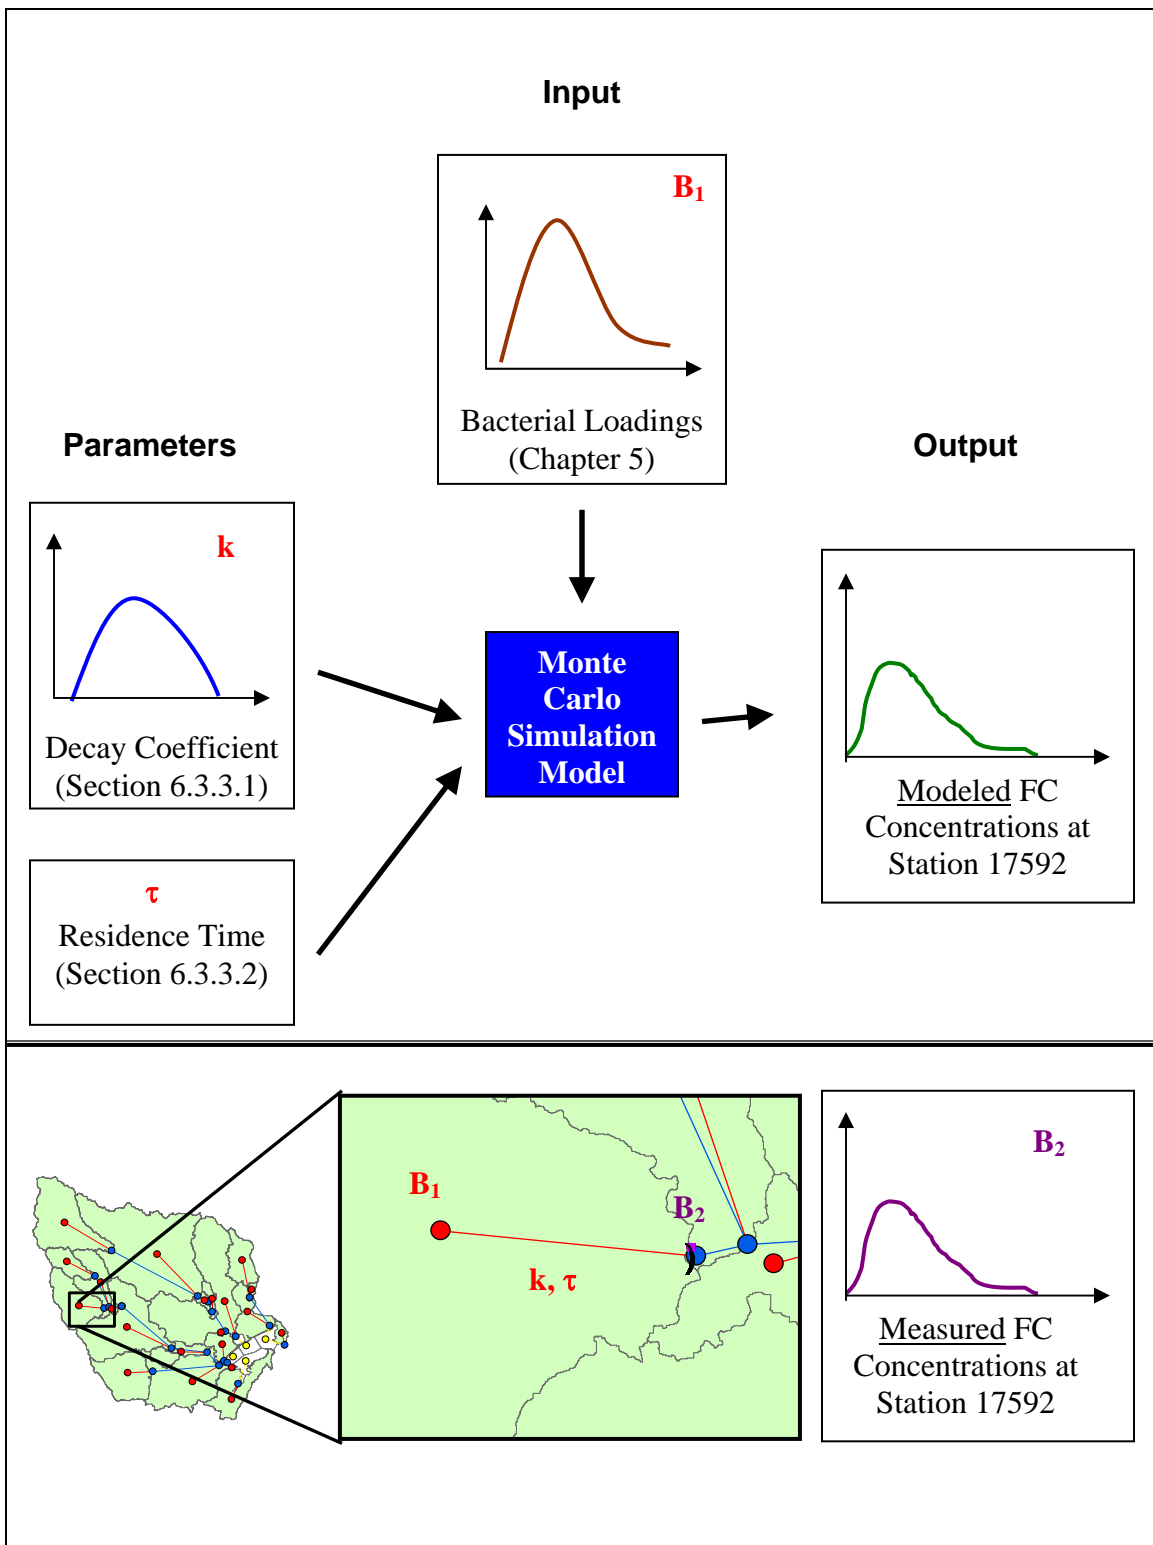 Input
B1
Bacterial Loadings
(Chapter 5)
Parameters
Output
k
Decay Coefficient
(Section 6.3.3.1)
Monte
Carlo
Simulation
Model
Modeled FC
Concentrations at
Station 17592
τ
Residence Time
(Section 6.3.3.2)
B1
B2
k, τ
B2
Measured FC
Concentrations at
Station 17592